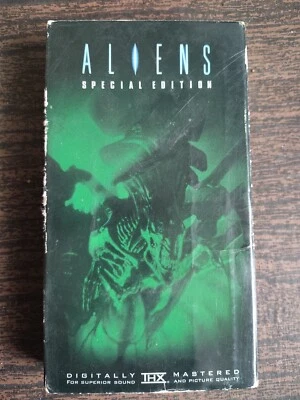 ALIENS
SPECIAL EDITION
DIGITALLY THX MASTERED
FOR SUPERIOR SOUND AND PICTURE QUALITY